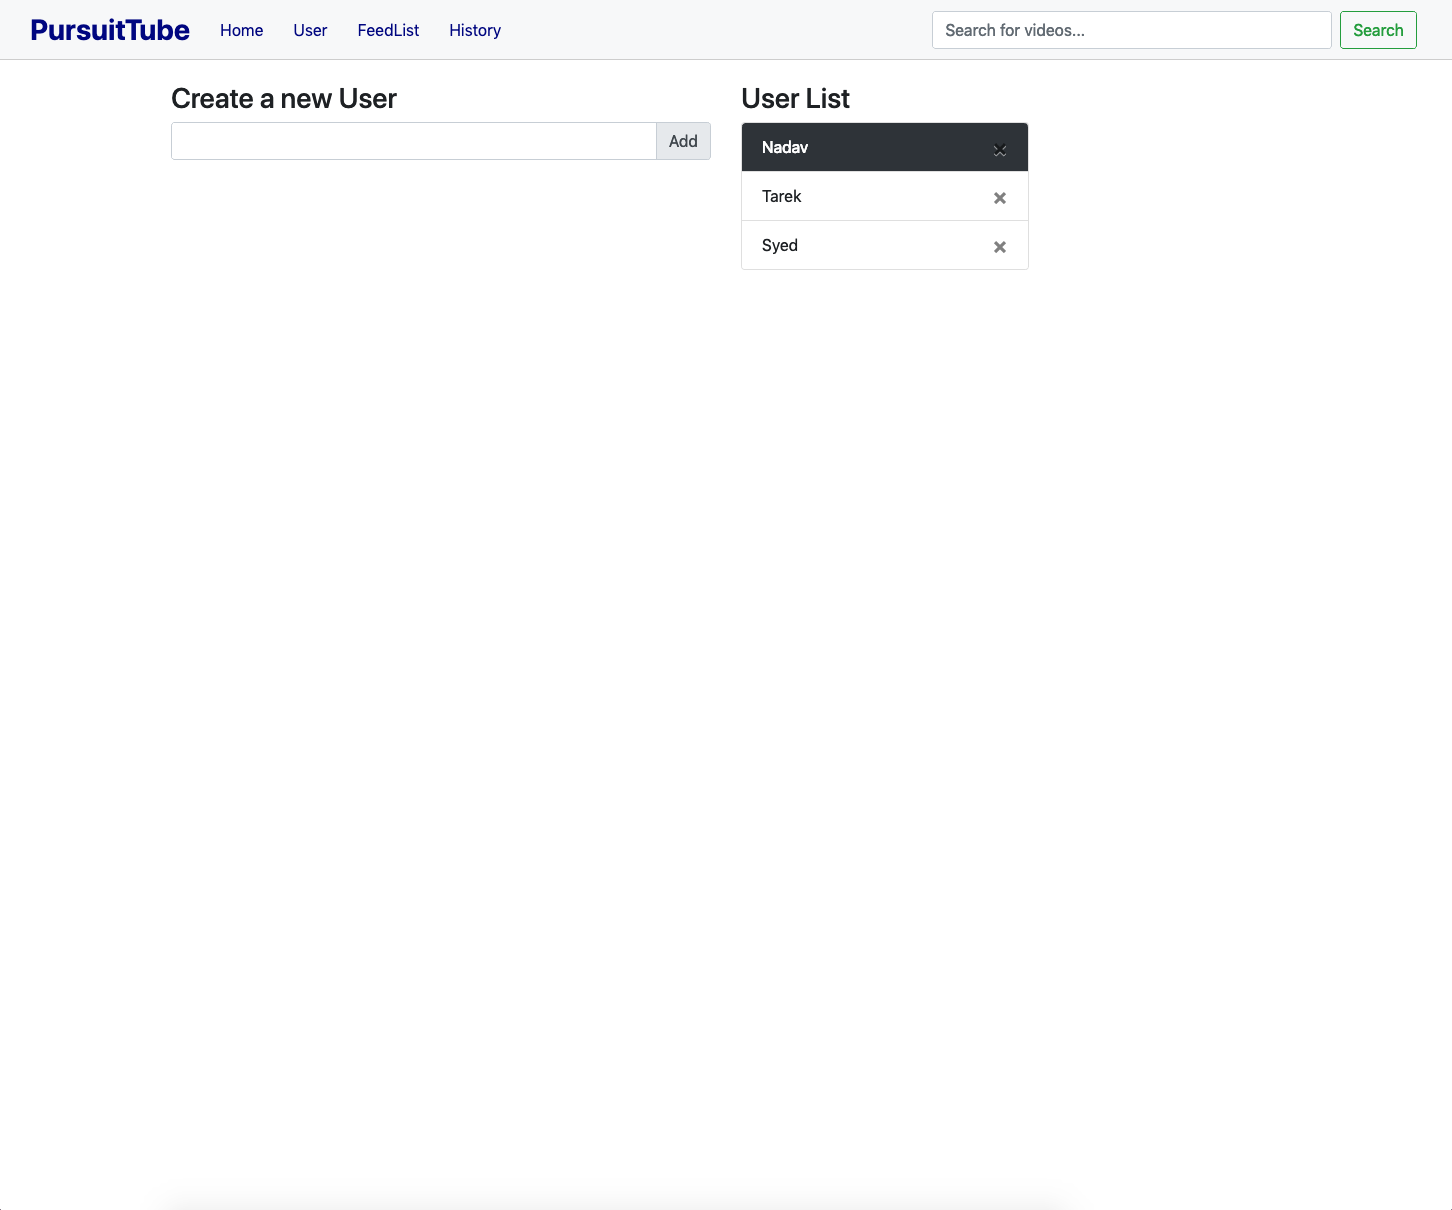 PursuitTube Home User FeedList History Search for videos... Search
Create a new User
Add
User List
Nadav
Tarek
Syed